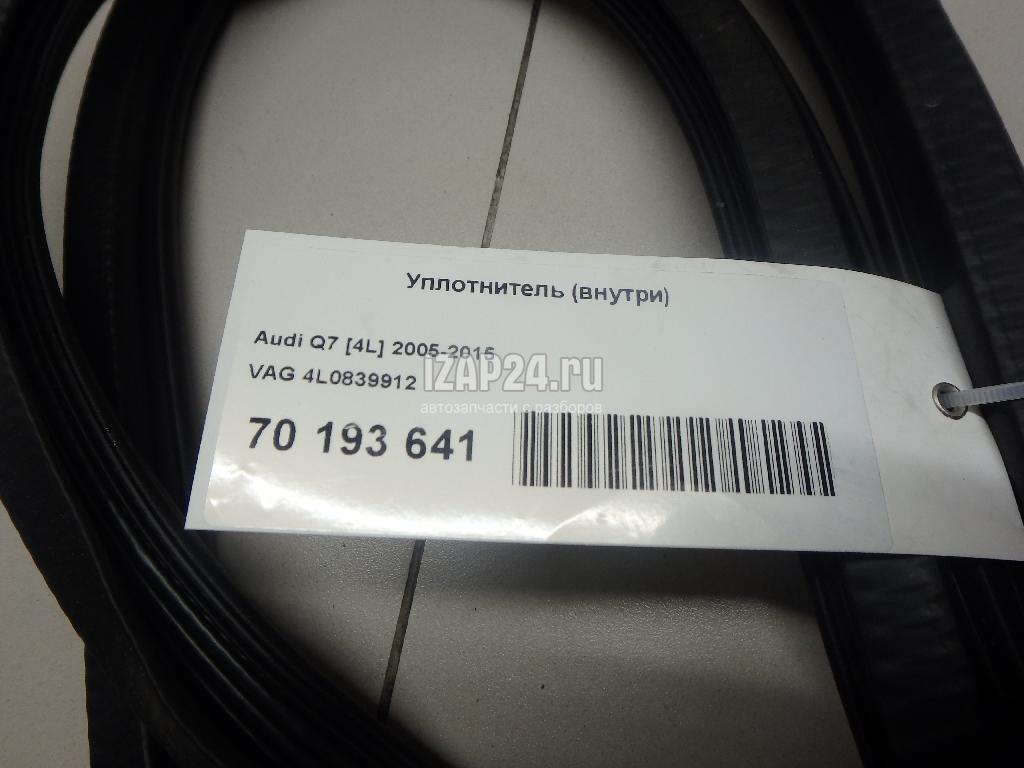 Уплотнитель (внутри)
Audi Q7 [4L] 2005-2015
VAG 4L0839912
IZAP24.ru
автозапчасти с разборов
70 193 641